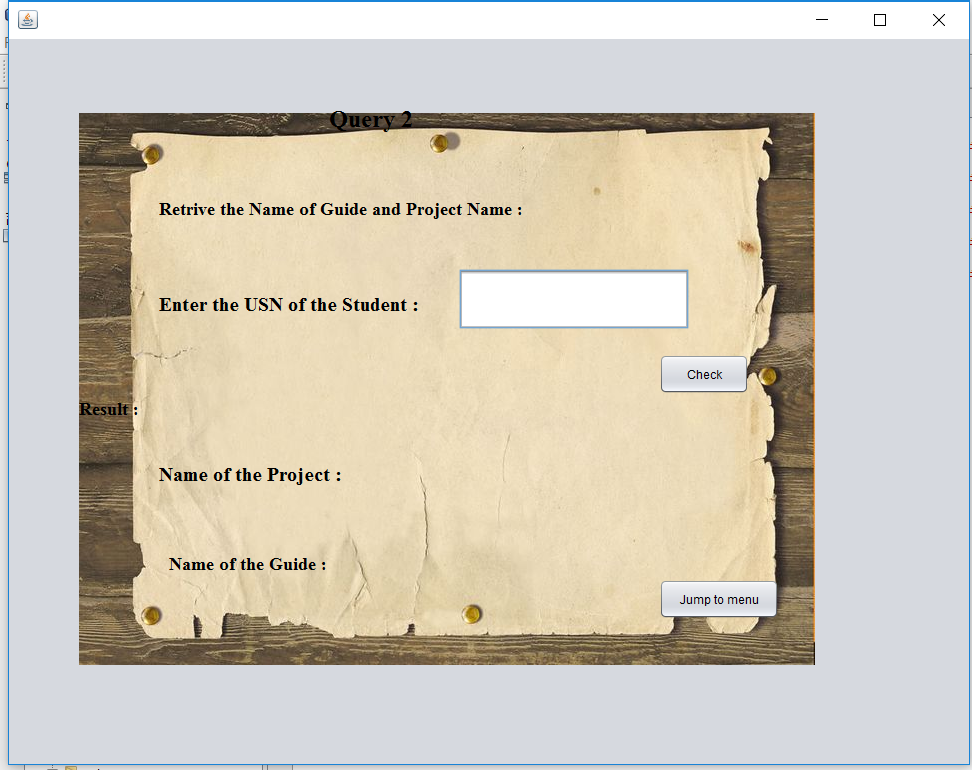 Query 2
Retrive the Name of Guide and Project Name :
Enter the USN of the Student :
Check
Result :
Name of the Project :
Name of the Guide :
Jump to menu